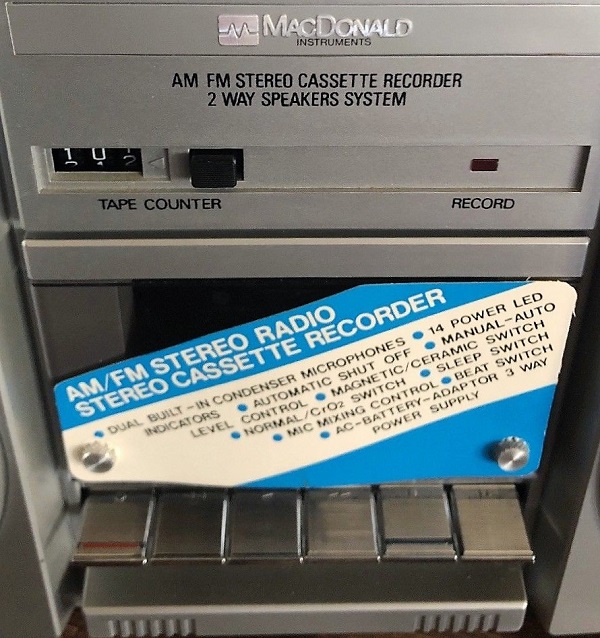 MACDONALD
INSTRUMENTS
AM FM STEREO CASSETTE RECORDER
2 WAY SPEAKERS SYSTEM
TAPE COUNTER
RECORD
AM/FM STEREO RADIO
STEREO CASSETTE RECORDER
• DUAL BUILT-IN CONDENSER MICROPHONES • 14 POWER LED
INDICATORS • AUTOMATIC SHUT OFF • MANUAL-AUTO
LEVEL CONTROL • MAGNETIC/CERAMIC SWITCH
• NORMAL/CrO2 SWITCH • SLEEP SWITCH
• MIC MIXING CONTROL • BEAT SWITCH
• AC-BATTERY-ADAPTOR 3 WAY
POWER SUPPLY